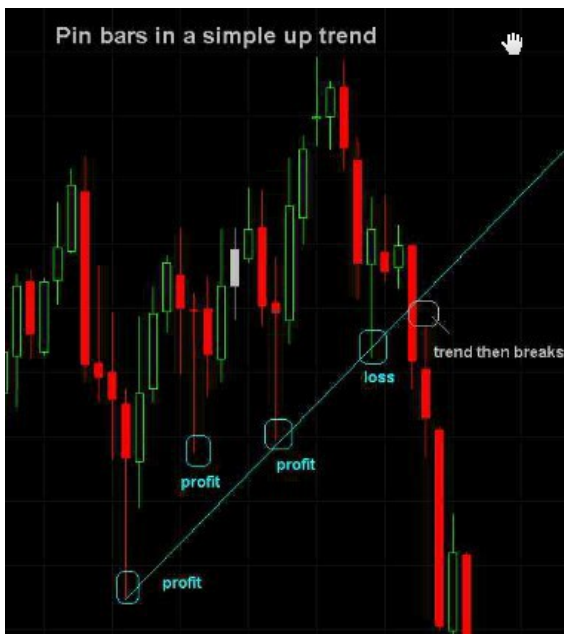 Pin bars in a simple up trend
trend then breaks
loss
profit
profit
profit